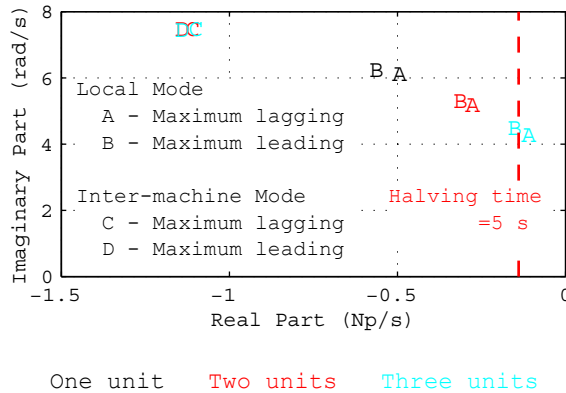 8
6
4
2
0
Imaginary Part (rad/s)
DC
B A
B A
B A
Local Mode
A - Maximum lagging
B - Maximum leading
Inter-machine Mode
C - Maximum lagging
D - Maximum leading
Halving time
=5 s
-1.5 -1 -0.5 0
Real Part (Np/s)
One unit Two units Three units